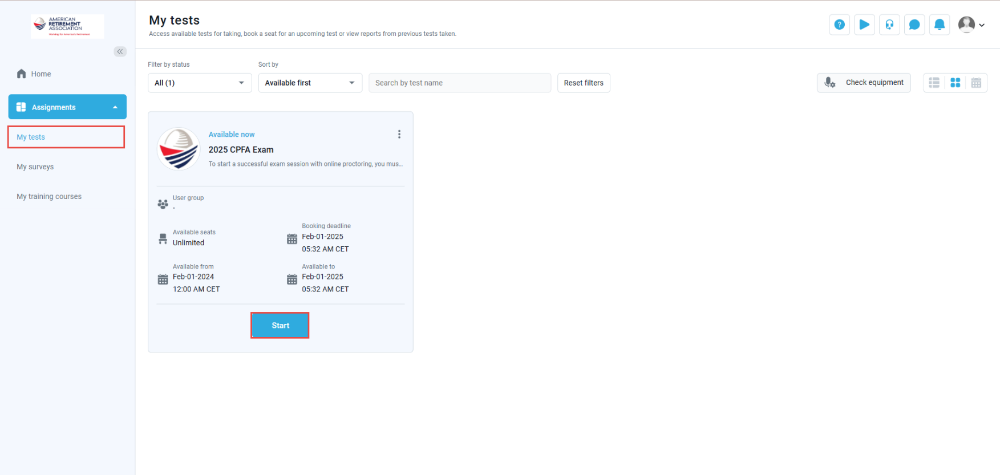 AMERICAN
RETIREMENT
ASSOCIATION
Working for America's Retirement
Home
Assignments
My tests
My surveys
My training courses
My tests
Access available tests for taking, book a seat for an upcoming test or view reports from previous tests taken.
?
Filter by status
Sort by
All (1)
Available first
Search by test name
Reset filters
Check equipment
Available now
2025 CPFA Exam
To start a successful exam session with online proctoring, you mus...
User group
-
Available seats
Unlimited
Booking deadline
Feb-01-2025
05:32 AM CET
Available from
Feb-01-2024
12:00 AM CET
Available to
Feb-01-2025
05:32 AM CET
Start